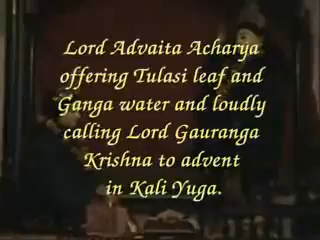 Lord Advaita Acharya
offering Tulasi leaf and
Ganga water and loudly
calling Lord Gauranga
Krishna to advent
in Kali Yuga.